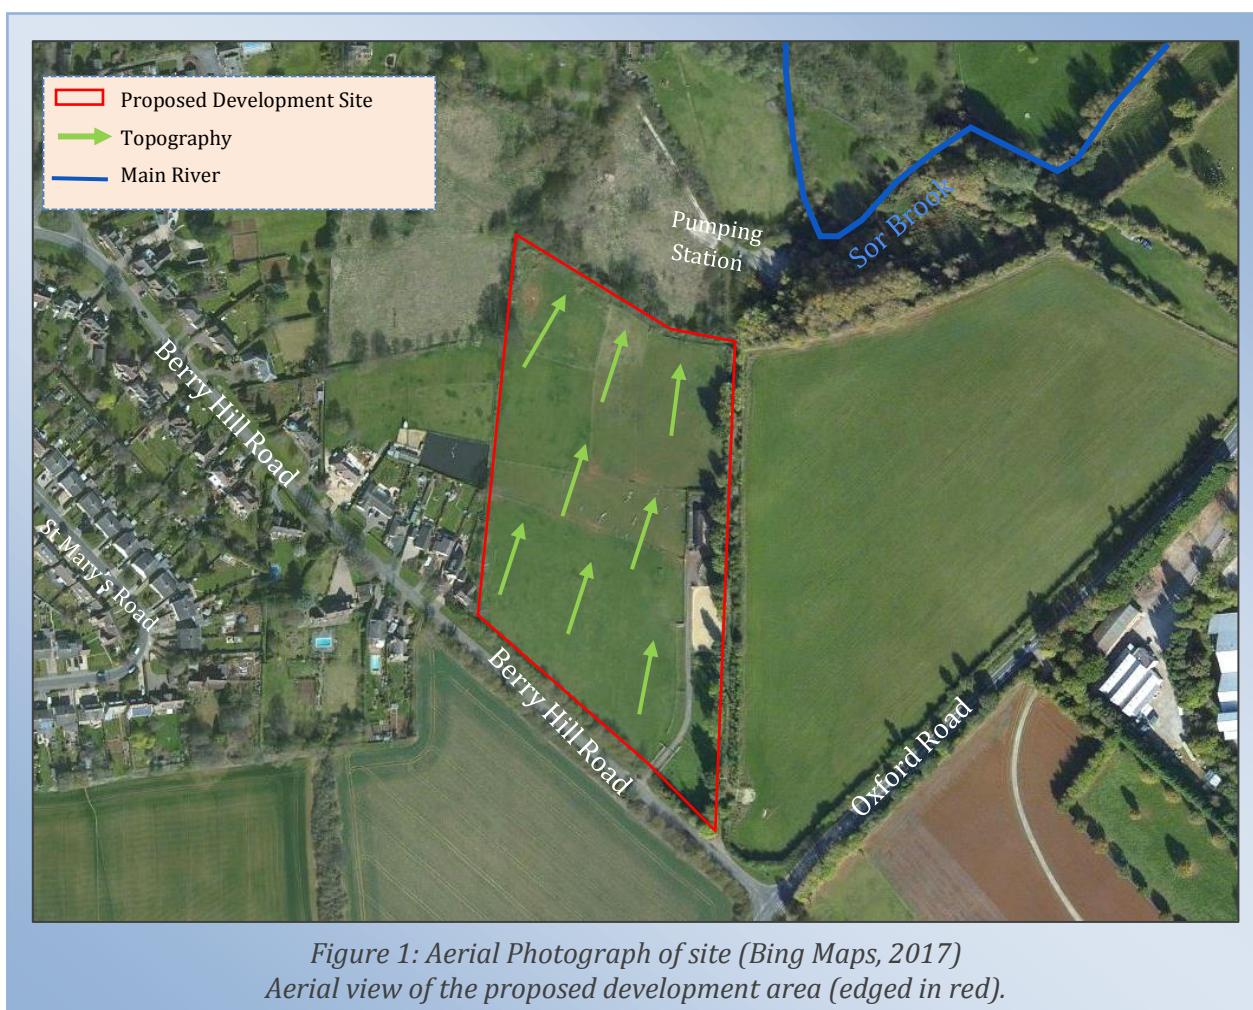 Proposed Development Site
Topography
Main River
Pumping
Station
Sor Brook
Berry Hill Road
St Mary's Road
Berry Hill Road
Oxford Road
Figure 1: Aerial Photograph of site (Bing Maps, 2017)
Aerial view of the proposed development area (edged in red).